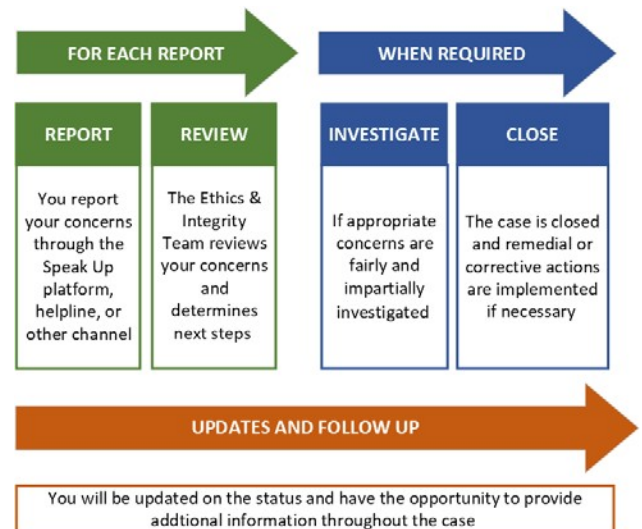 FOR EACH REPORT
WHEN REQUIRED
REPORT
You report
your concerns
through the
Speak Up
platform,
helpline, or
other channel
REVIEW
The Ethics &
Integrity
Team reviews
your concerns
and
determines
next steps
INVESTIGATE
If appropriate
concerns are
fairly and
impartially
investigated
CLOSE
The case is closed
and remedial or
corrective actions
are implemented
if necessary
UPDATES AND FOLLOW UP
You will be updated on the status and have the opportunity to provide
addtional information throughout the case